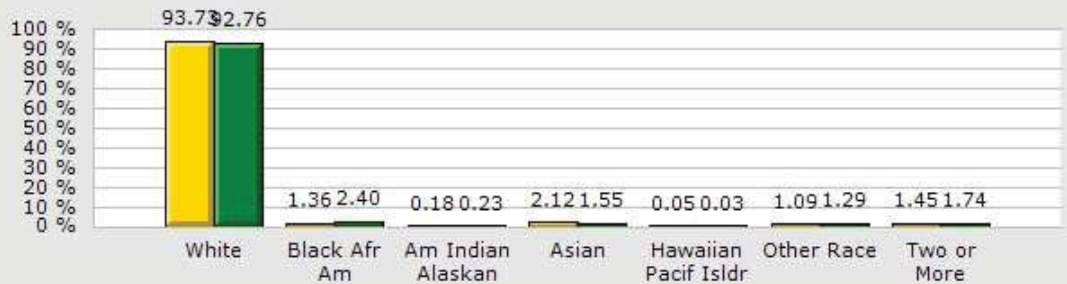 93.73 92.76
100 %
90 %
80 %
70 %
60 %
50 %
40 %
30 %
20 %
10 %
0 %
1.36 2.40
0.18 0.23
2.12 1.55
0.05 0.03
1.09 1.29
1.45 1.74
White
Black Afr
Am
Am Indian
Alaskan
Asian
Hawaiian
Pacif Isldr
Other Race
Two or
More